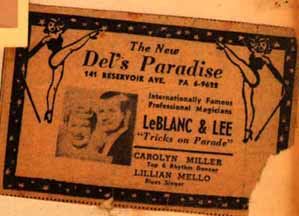 The New
Del's Paradise
141 RESERVOIR AVE. PA 6-9622
Internationally Famous
Professional Magicians
LeBLANC & LEE
"Tricks on Parade"
CAROLYN MILLER
Tap & Rhythm Dancer
LILLIAN MELLO
Blues Singer